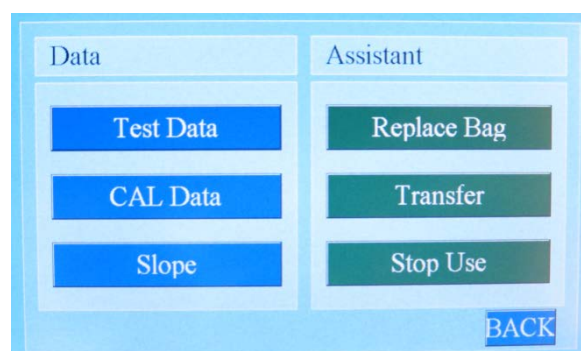 Data
Test Data
CAL Data
Slope
Assistant
Replace Bag
Transfer
Stop Use
BACK